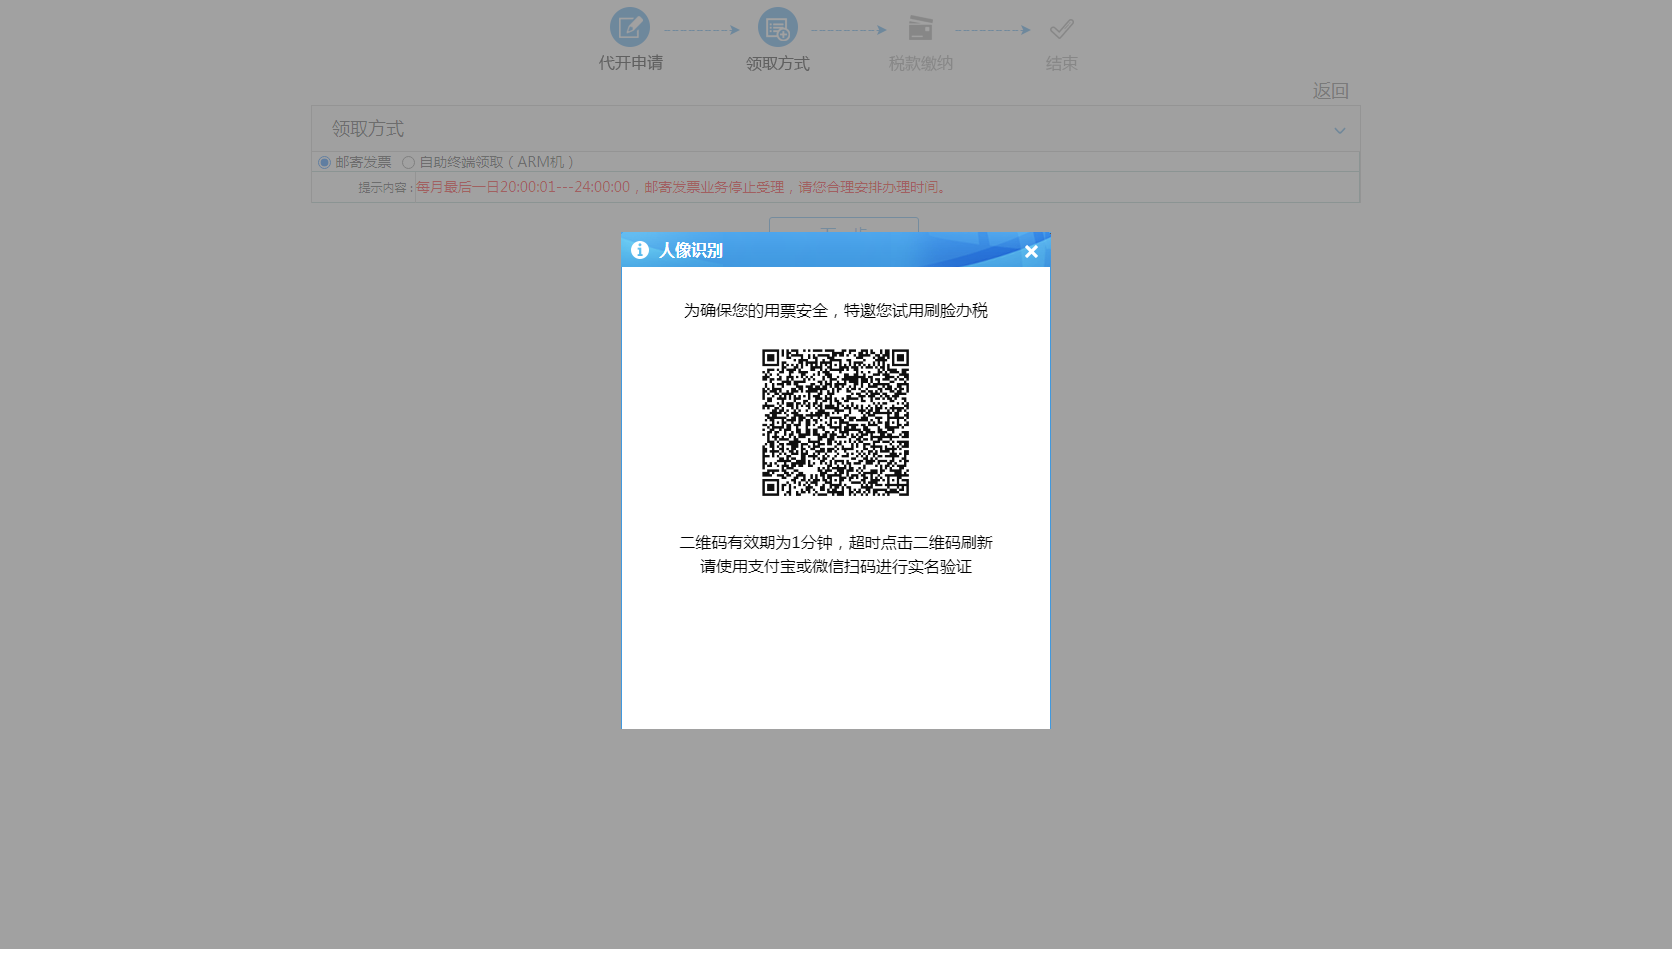 代开申请
领取方式
税款缴纳
结束
返回
领取方式
邮寄发票 自助终端领取（ARM机）
提示内容： 每月最后一日20:00:01---24:00:00，邮寄发票业务停止受理，请您合理安排办理时间。
人像识别
为确保您的用票安全，特邀您试用刷脸办税
二维码有效期为1分钟，超时点击二维码刷新
请使用支付宝或微信扫码进行实名验证